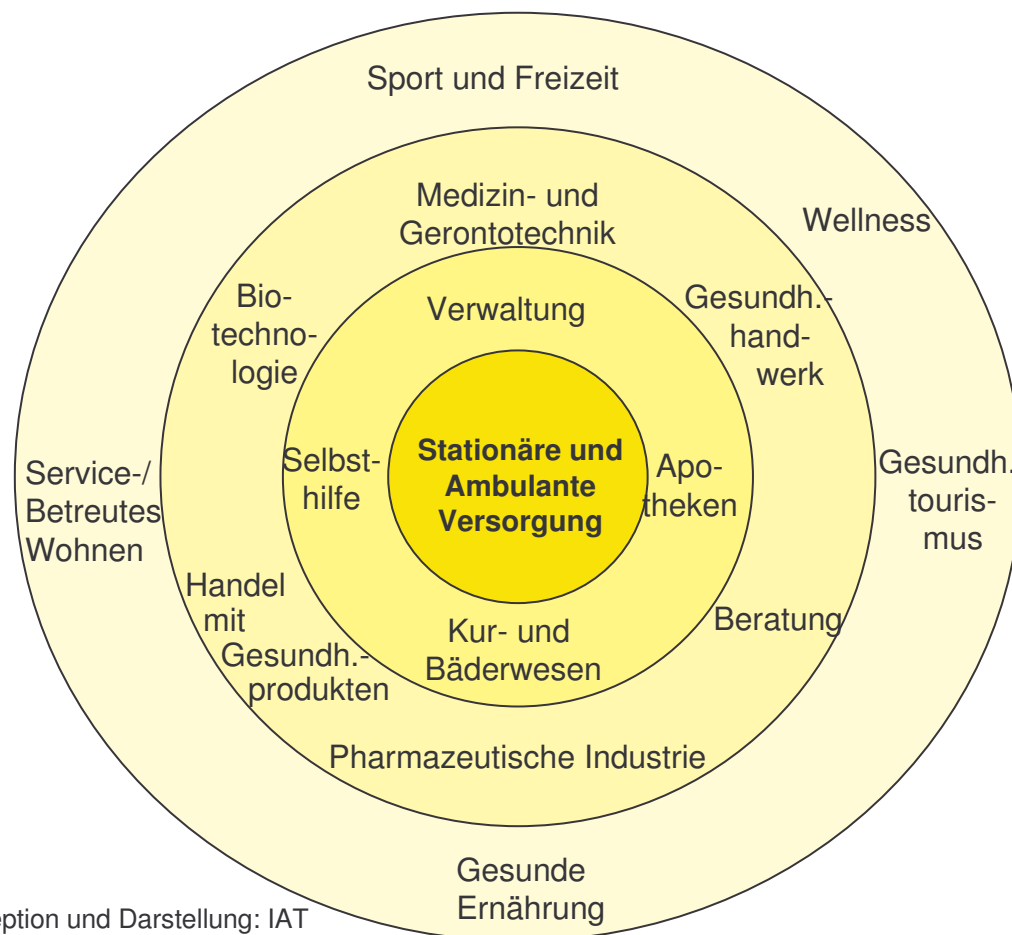 Sport und Freizeit
Wellness
Medizin- und
Gerontotechnik
Bio-
techno-
logie
Gesundh.-
hand-
werk
Verwaltung
Selbst-
hilfe
Stationäre und
Ambulante
Versorgung
Apo-
theken
Service-/
Betreutes
Wohnen
Gesundh.
touris-
mus
Handel
mit
Gesundh.-
produkten
Kur- und
Bäderwesen
Beratung
Pharmazeutische Industrie
Gesunde
Ernährung
eption und Darstellung: IAT